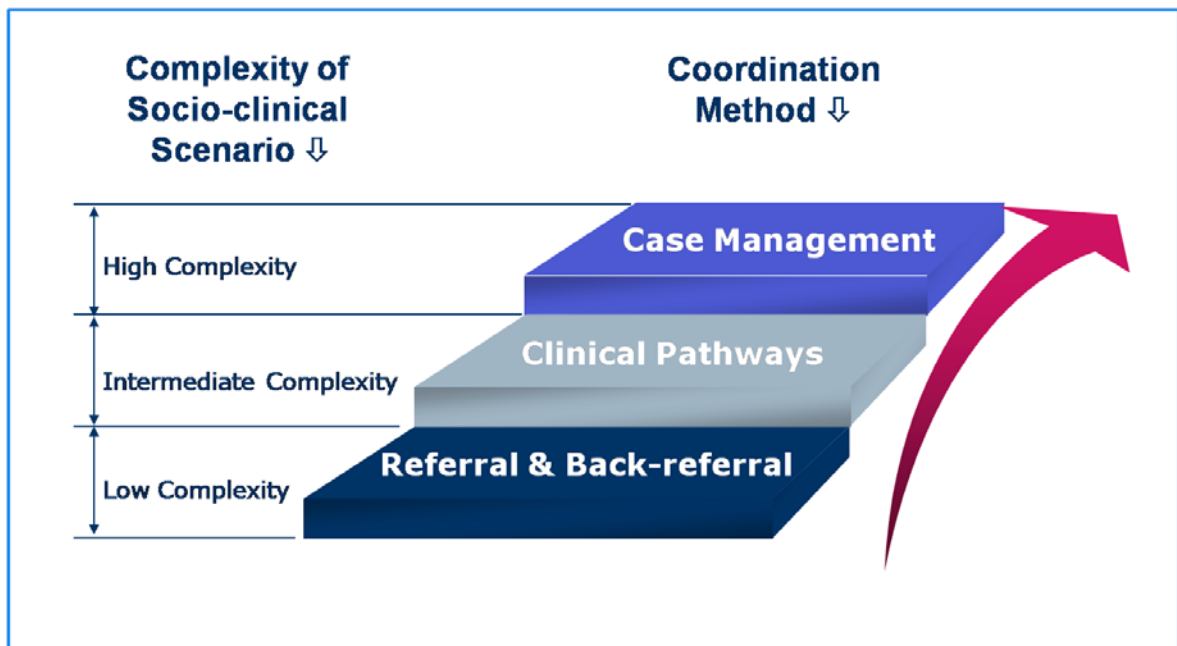 Complexity of
Socio-clinical
Scenario ⇩
Coordination
Method ⇩
High Complexity
Case Management
Intermediate Complexity
Clinical Pathways
Low Complexity
Referral & Back-referral